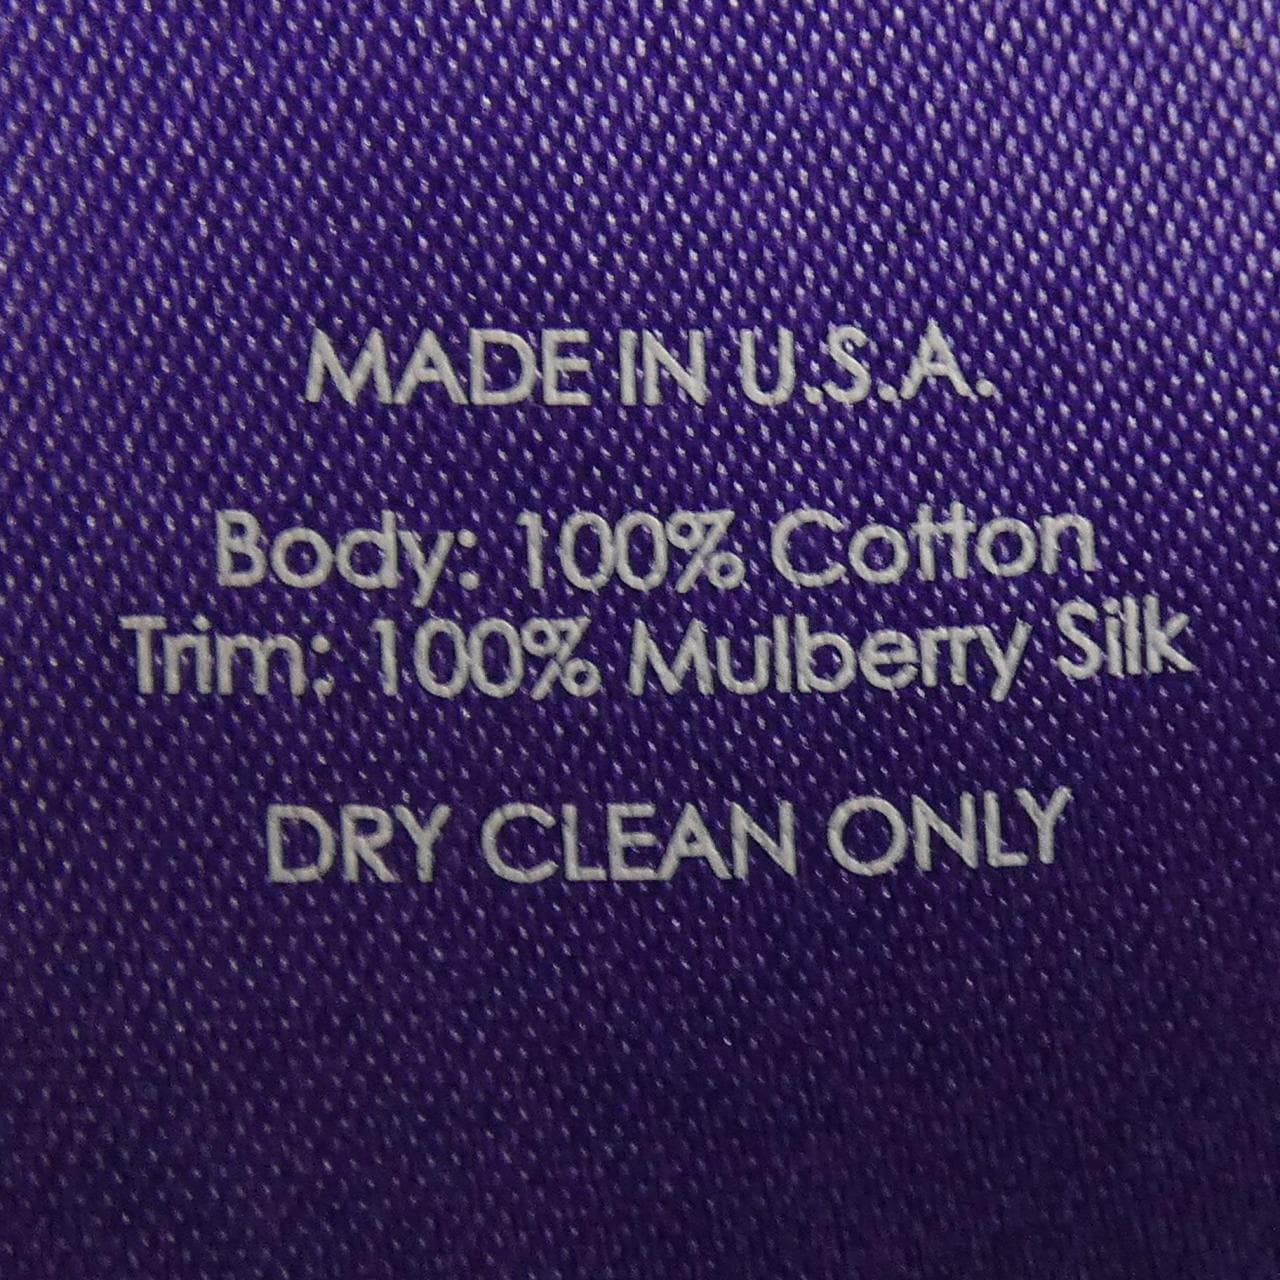 MADE IN U.S.A.
Body: 100% Cotton
Trim: 100% Mulberry Silk
DRY CLEAN ONLY